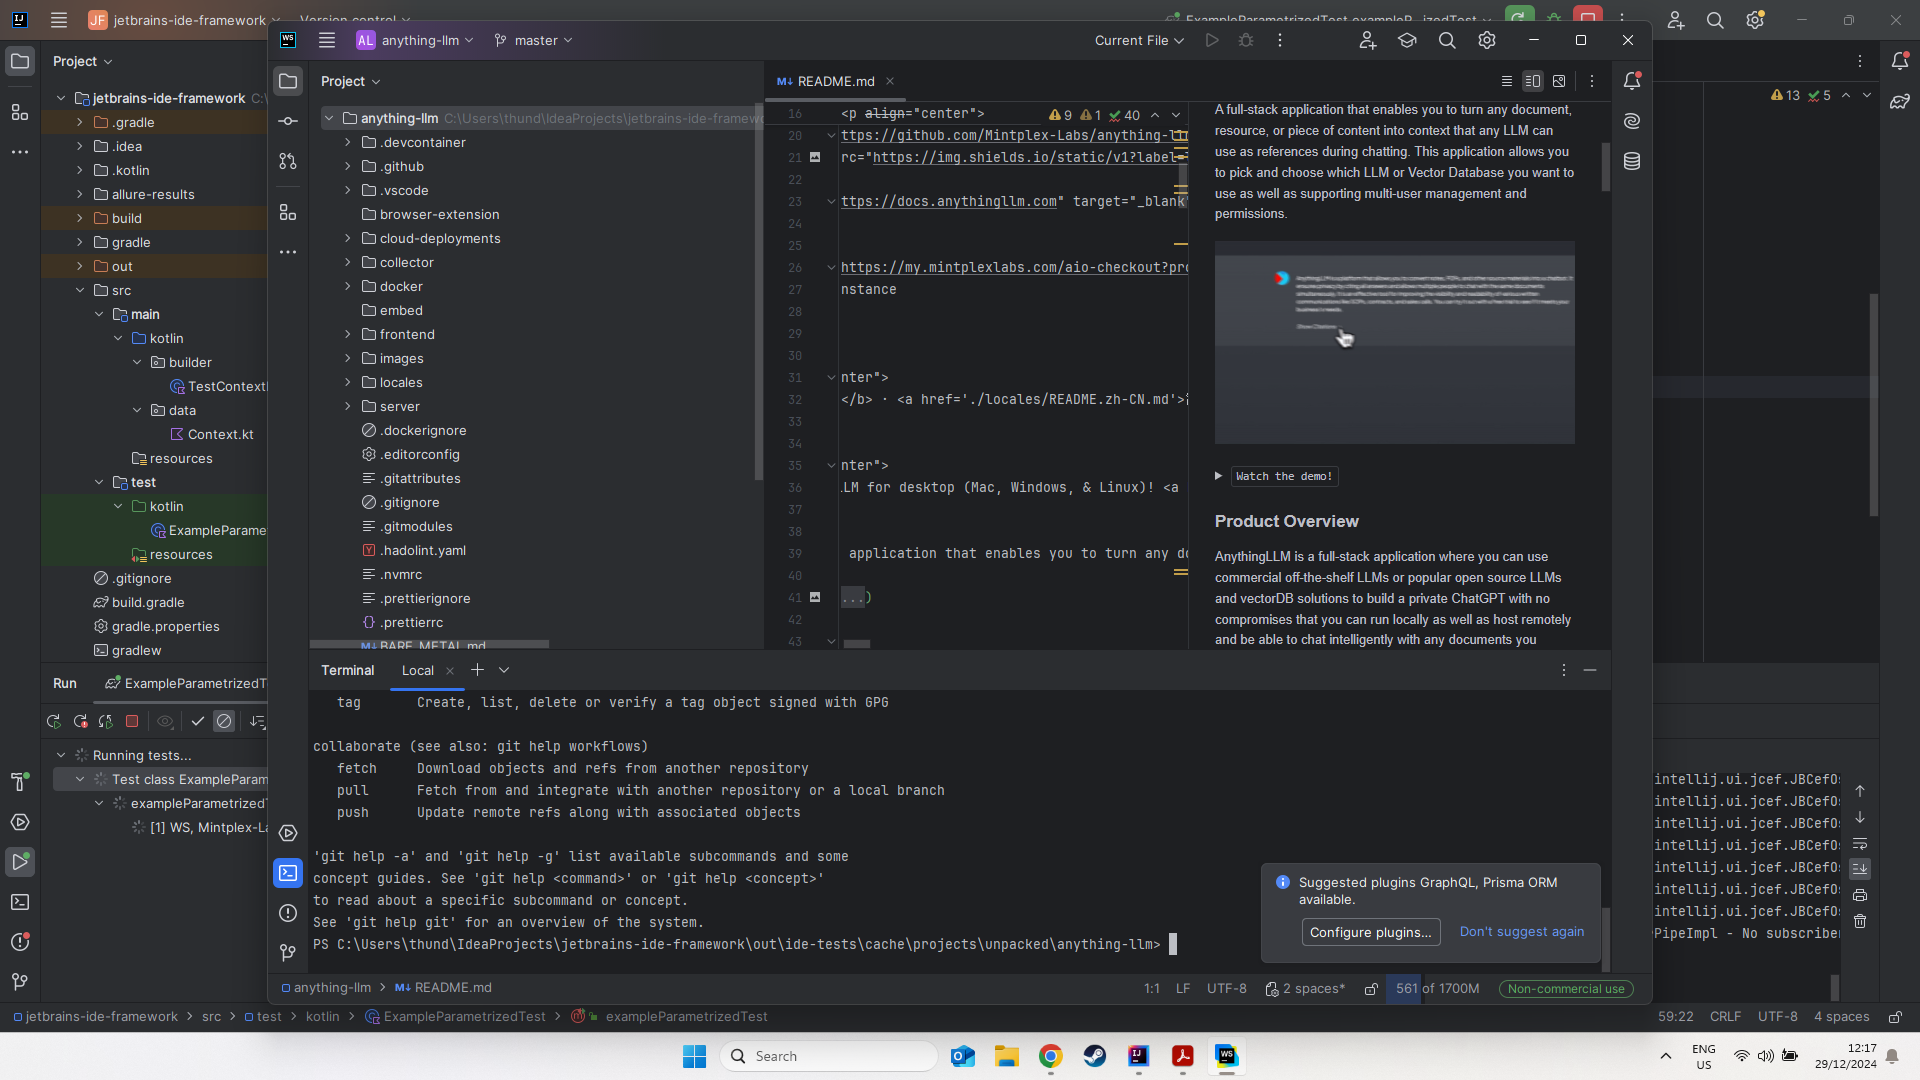 JF jetbrains-ide-framework
Version control
ExampleParametrizedTest.exampleP...izedTest
WS AL anything-llm master Current File
Project
jetbrains-ide-framework C:\
.gradle
.idea
.kotlin
allure-results
build
gradle
out
src
main
kotlin
builder
TestContextI
data
Context.kt
resources
test
kotlin
ExampleParame
resources
.gitignore
build.gradle
gradle.properties
gradlew
Project
anything-llm C:\Users\thund\IdeaProjects\jetbrains-ide-framewo
.devcontainer
.github
.vscode
browser-extension
cloud-deployments
collector
docker
embed
frontend
images
locales
server
.dockerignore
.editorconfig
.gitattributes
.gitignore
.gitmodules
.hadolint.yaml
.nvmrc
.prettierignore
.prettierrc
BARE_METAL.md
README.md
9 1 40
16 <p align="center">
20 ttps://github.com/Mintplex-Labs/anything-ll
21 rc="https://img.shields.io/static/v1?label=
22
23 ttps://docs.anythingllm.com" target="_blank"
24
25
26 https://my.mintplexlabs.com/aio-checkout?pro
27 nstance
28
29
30
31 nter">
32 </b> · <a href='./locales/README.zh-CN.md'>
33
34
35 nter">
36 LM for desktop (Mac, Windows, & Linux)! <a
37
38
39 application that enables you to turn any do
40
41 ...)
42
43
A full-stack application that enables you to turn any document,
resource, or piece of content into context that any LLM can
use as references during chatting. This application allows you
to pick and choose which LLM or Vector Database you want to
use as well as supporting multi-user management and
permissions.
Watch the demo!
Product Overview
AnythingLLM is a full-stack application where you can use
commercial off-the-shelf LLMs or popular open source LLMs
and vectorDB solutions to build a private ChatGPT with no
compromises that you can run locally as well as host remotely
and be able to chat intelligently with any documents you
13 5
Terminal Local
tag Create, list, delete or verify a tag object signed with GPG
collaborate (see also: git help workflows)
fetch Download objects and refs from another repository
pull Fetch from and integrate with another repository or a local branch
push Update remote refs along with associated objects
'git help -a' and 'git help -g' list available subcommands and some
concept guides. See 'git help <command>' or 'git help <concept>'
to read about a specific subcommand or concept.
See 'git help git' for an overview of the system.
PS C:\Users\thund\IdeaProjects\jetbrains-ide-framework\out\ide-tests\cache\projects\unpacked\anything-llm>
Suggested plugins GraphQL, Prisma ORM
available.
Configure plugins... Don't suggest again
anything-llm > README.md
1:1 LF UTF-8 2 spaces* 561 of 1700M Non-commercial use
Run ExampleParametrizedT
Running tests...
Test class ExampleParam
exampleParametrizedT
[1] WS, Mintplex-La
intellij.ui.jcef.JBCefOs
intellij.ui.jcef.JBCefOs
intellij.ui.jcef.JBCefOs
intellij.ui.jcef.JBCefOs
intellij.ui.jcef.JBCefOs
intellij.ui.jcef.JBCefOs
intellij.ui.jcef.JBCefOs
PipeImpl - No subscribe
jetbrains-ide-framework > src > test > kotlin > ExampleParametrizedTest > exampleParametrizedTest
59:22 CRLF UTF-8 4 spaces
Search
ENG
US
12:17
29/12/2024